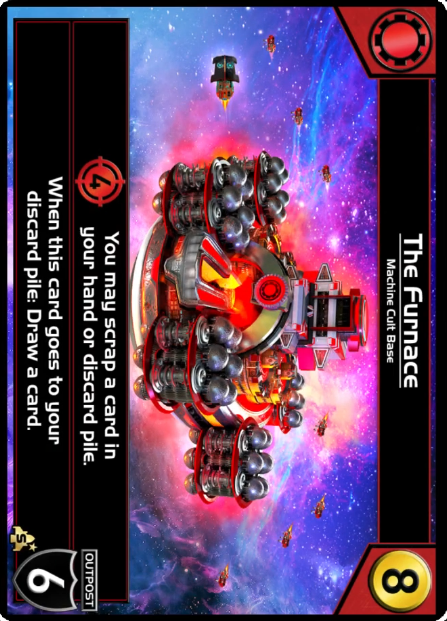 The Furnace
Machine Cult Base
8
4
You may scrap a card in
your hand or discard pile.
When this card goes to your
discard pile: Draw a card.
OUTPOST
6
S